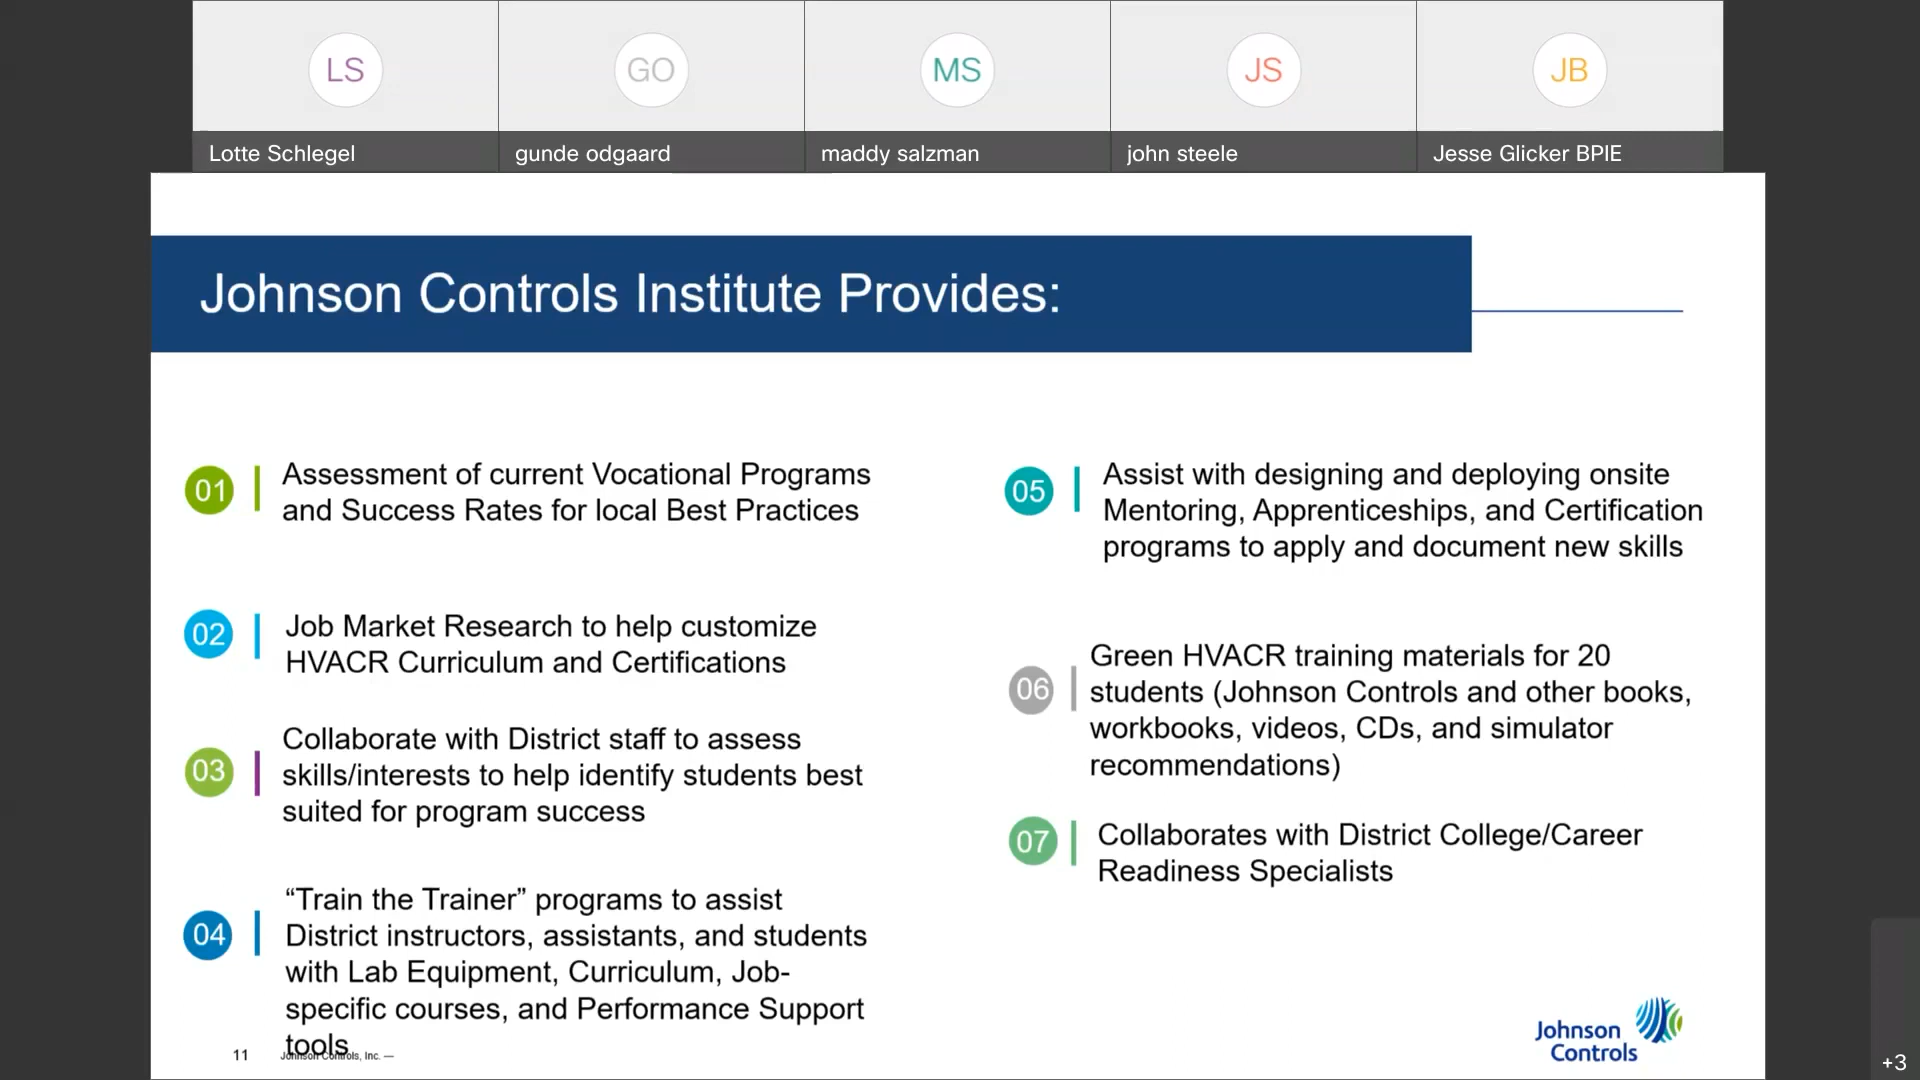 LS
GO
MS
JS
JB
Lotte Schlegel
gunde odgaard
maddy salzman
john steele
Jesse Glicker BPIE
Johnson Controls Institute Provides:
01
Assessment of current Vocational Programs
and Success Rates for local Best Practices
02
Job Market Research to help customize
HVACR Curriculum and Certifications
03
Collaborate with District staff to assess
skills/interests to help identify students best
suited for program success
04
“Train the Trainer” programs to assist
District instructors, assistants, and students
with Lab Equipment, Curriculum, Job-
specific courses, and Performance Support
tools
05
Assist with designing and deploying onsite
Mentoring, Apprenticeships, and Certification
programs to apply and document new skills
06
Green HVACR training materials for 20
students (Johnson Controls and other books,
workbooks, videos, CDs, and simulator
recommendations)
07
Collaborates with District College/Career
Readiness Specialists
11
Johnson Controls, Inc. —
Johnson
Controls
+3